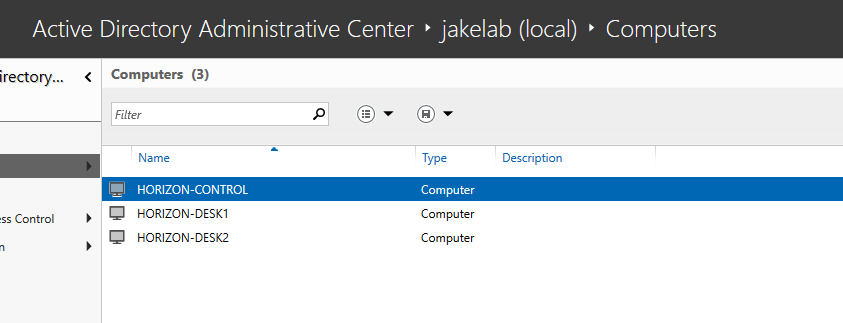 Active Directory Administrative Center ‣ jakelab (local) ‣ Computers
irectory...
Computers (3)
Filter
Name Type Description
HORIZON-CONTROL Computer
HORIZON-DESK1 Computer
ess Control
HORIZON-DESK2 Computer
n